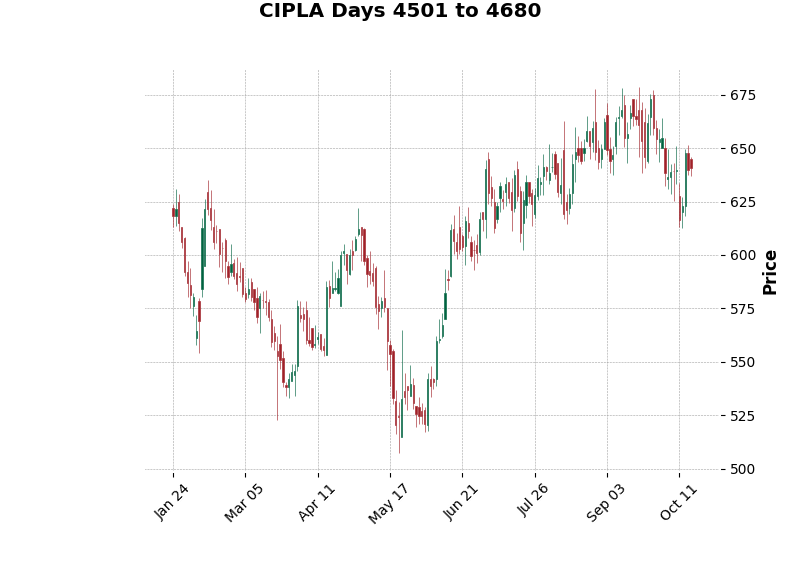 CIPLA Days 4501 to 4680
675
650
625
600
575
550
525
500
Price
Jan 24
Mar 05
Apr 11
May 17
Jun 21
Jul 26
Sep 03
Oct 11